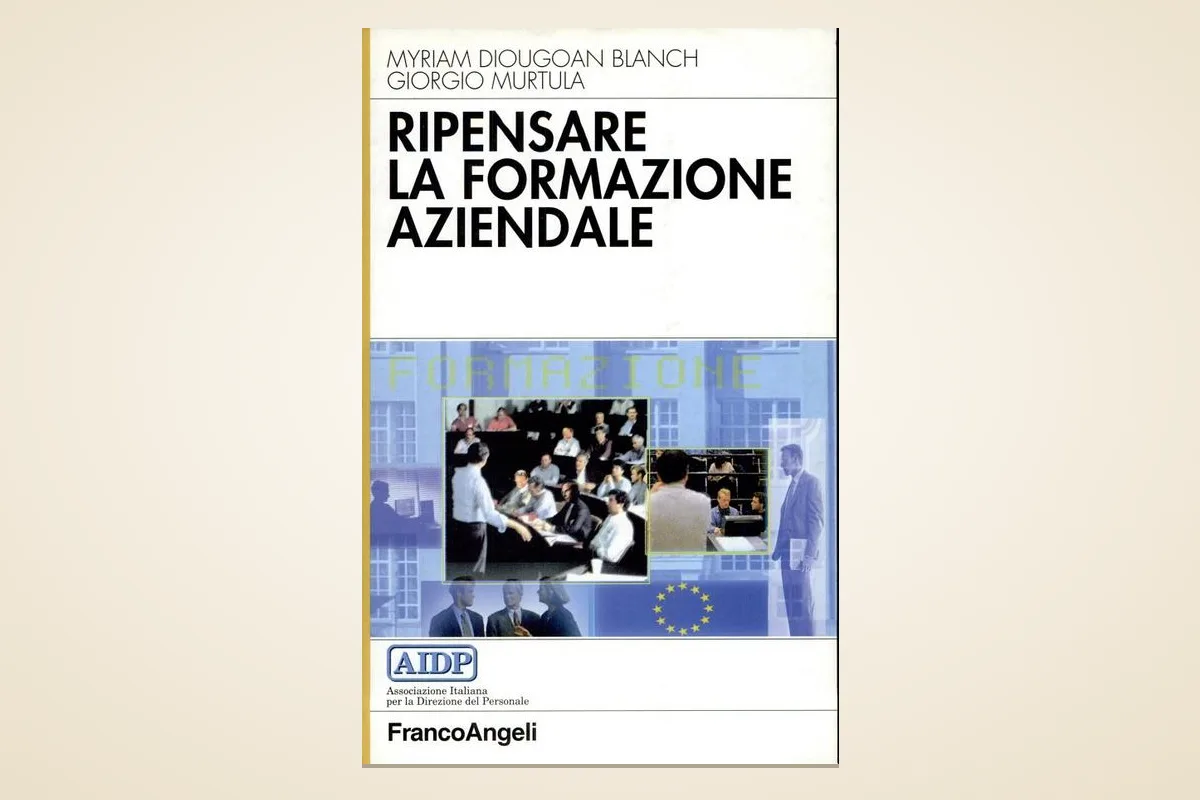 MYRIAM DIOUGOAN BLANCH
GIORGIO MURTULA
RIPENSARE
LA FORMAZIONE
AZIENDALE
FORMAZIONE
AIDP
Associazione Italiana
per la Direzione del Personale
FrancoAngeli